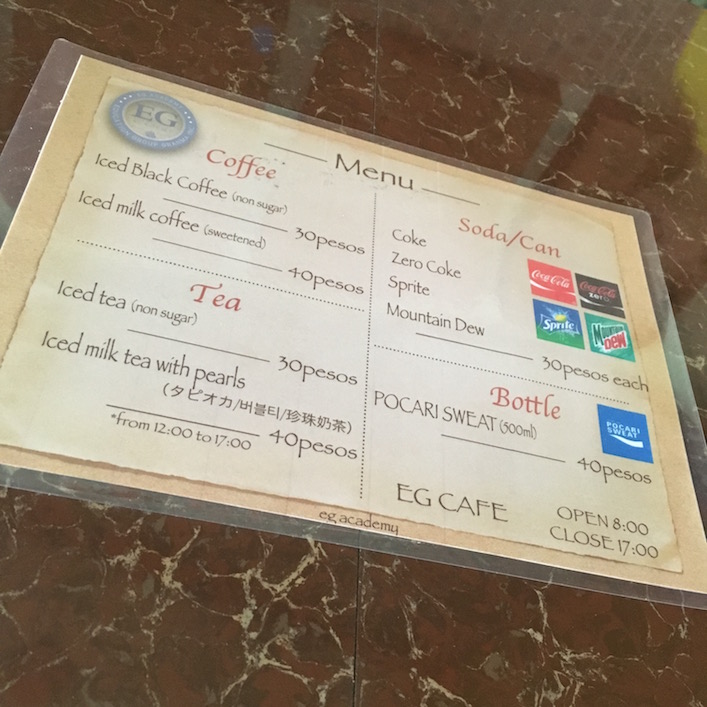 EG
Menu
Coffee
Iced Black Coffee (non sugar)
30pesos
Iced milk coffee (sweetened)
40pesos
Tea
Iced tea (non sugar)
30pesos
Iced milk tea with pearls
(タピオカ/버블티/珍珠奶茶)
*from 12:00 to 17:00
40pesos
Soda/Can
Coke
Zero Coke
Sprite
Mountain Dew
Coca-Cola
Coca-Cola
zero
Sprite
Mountain
DEW
30pesos each
Bottle
POCARI SWEAT (500ml)
POCARI
SWEAT
40pesos
EG CAFE
OPEN 8:00
CLOSE 17:00
eg academy